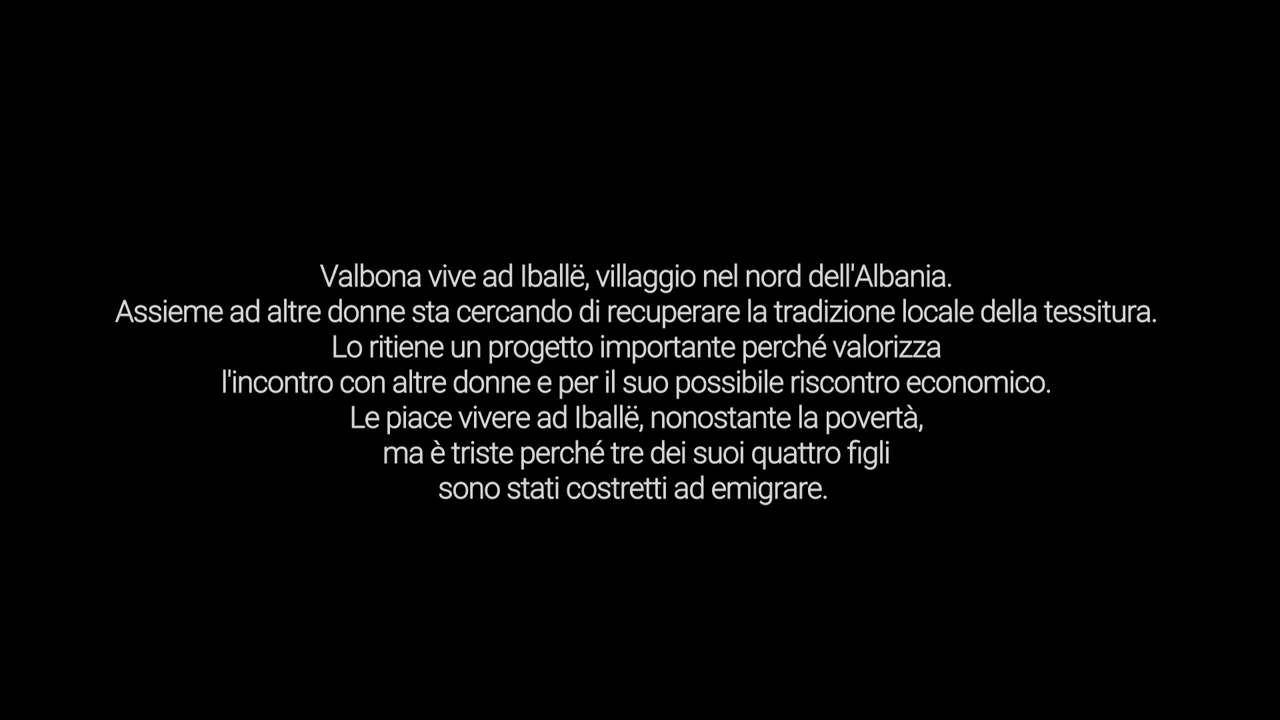 Valbona vive ad Iballë, villaggio nel nord dell'Albania.
Assieme ad altre donne sta cercando di recuperare la tradizione locale della tessitura.
Lo ritiene un progetto importante perché valorizza
l'incontro con altre donne e per il suo possibile riscontro economico.
Le piace vivere ad Iballë, nonostante la povertà,
ma è triste perché tre dei suoi quattro figli
sono stati costretti ad emigrare.